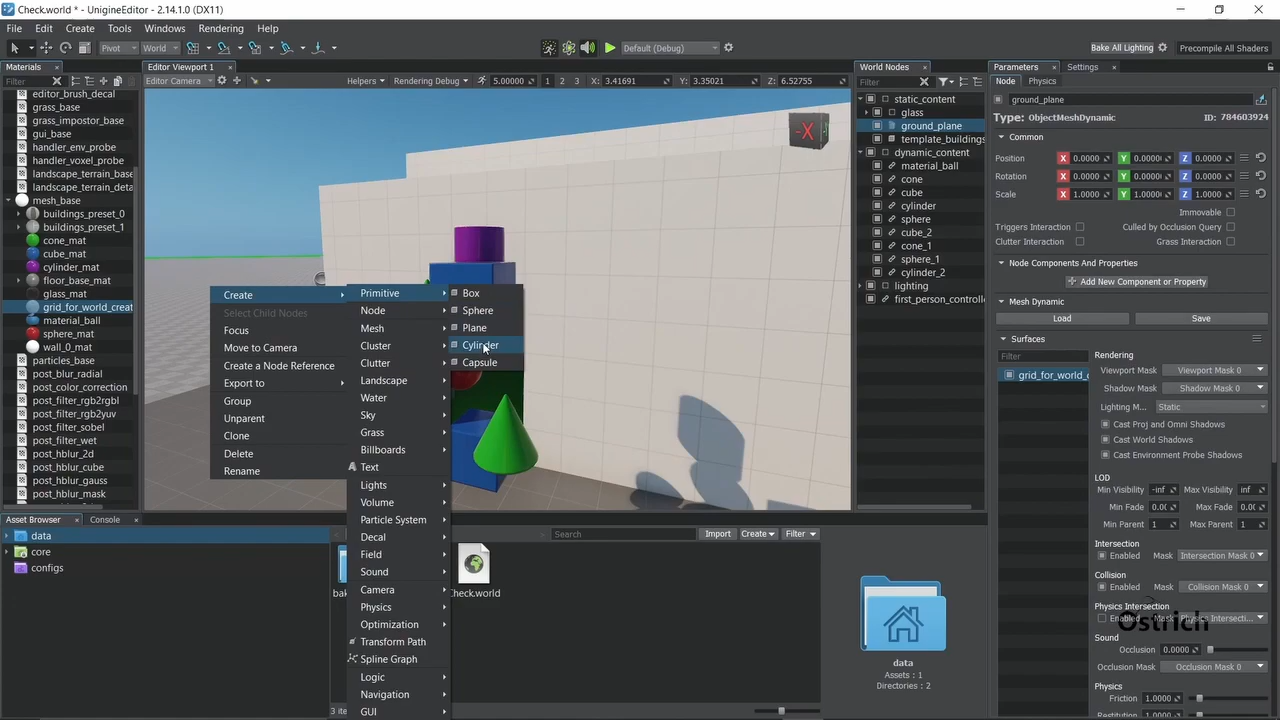 Check.world * - UnigineEditor - 2.14.1.0 (DX11)
File Edit Create Tools Windows Rendering Help
Pivot World Default (Debug) Bake All Lighting Precompile All Shaders
Materials
Filter
editor_brush_decal
grass_base
grass_impostor_base
gui_base
handler_env_probe
handler_voxel_probe
landscape_terrain_base
landscape_terrain_deta
mesh_base
buildings_preset_0
buildings_preset_1
cone_mat
cube_mat
cylinder_mat
floor_base_mat
glass_mat
grid_for_world_creat
material_ball
sphere_mat
wall_0_mat
particles_base
post_blur_radial
post_color_correction
post_filter_rgb2rgbl
post_filter_rgb2yuv
post_filter_sobel
post_filter_wet
post_hblur_2d
post_hblur_cube
post_hblur_gauss
post_hblur_mask
Editor Viewport 1
Editor Camera Helpers Rendering Debug 5.00000 1 2 3 X: 3.41691 Y: 3.35021 Z: 6.52755
-X
Create
Select Child Nodes
Focus
Move to Camera
Create a Node Reference
Export to
Group
Unparent
Clone
Delete
Rename
Primitive
Node
Mesh
Cluster
Clutter
Landscape
Water
Sky
Grass
Billboards
Text
Lights
Volume
Particle System
Decal
Field
Sound
Camera
Physics
Optimization
Transform Path
Spline Graph
Logic
Navigation
GUI
Box
Sphere
Plane
Cylinder
Capsule
World Nodes
Filter
static_content
glass
ground_plane
template_buildings
dynamic_content
material_ball
cone
cube
cylinder
sphere
cube_2
cone_1
sphere_1
cylinder_2
lighting
first_person_controlle
Parameters Settings
Node Physics
ground_plane
Type: ObjectMeshDynamic ID: 784603924
Common
Position X 0.0000 Y 0.0000 Z 0.0000
Rotation X 0.0000 Y 0.0000 Z 0.0000
Scale X 1.0000 Y 1.0000 Z 1.0000
Immovable
Triggers Interaction Culled by Occlusion Query
Clutter Interaction Grass Interaction
Node Components And Properties
Add New Component or Property
Mesh Dynamic
Load Save
Surfaces
Filter
grid_for_world_c
Rendering
Viewport Mask Viewport Mask 0
Shadow Mask Shadow Mask 0
Lighting M... Static
Cast Proj and Omni Shadows
Cast World Shadows
Cast Environment Probe Shadows
LOD
Min Visibility -inf Max Visibility inf
Min Fade 0.0 Max Fade 0.0
Min Parent 1 Max Parent 1
Intersection
Enabled Mask Intersection Mask 0
Collision
Enabled Mask Collision Mask 0
Physics Intersection
Enabled Mask Physics Intersecti...
Ostrich
Sound
Occlusion 0.0000
Occlusion Mask Occlusion Mask 0
Physics
Friction 1.0000
Restitution 1.0000
Asset Browser Console
data
core
configs
Search Import Create Filter
Check.world
data
Assets : 1
Directories : 2